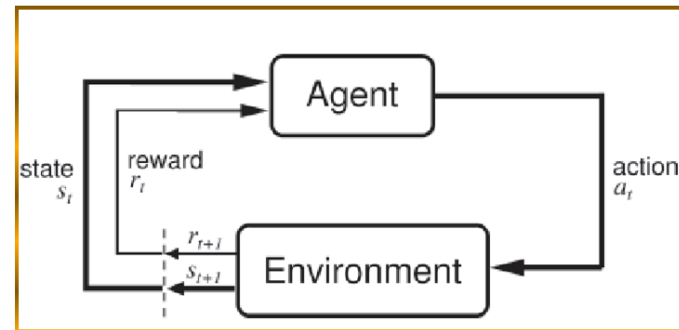 Agent
state
s_t
reward
r_t
action
a_t
r_{t+1}
s_{t+1}
Environment